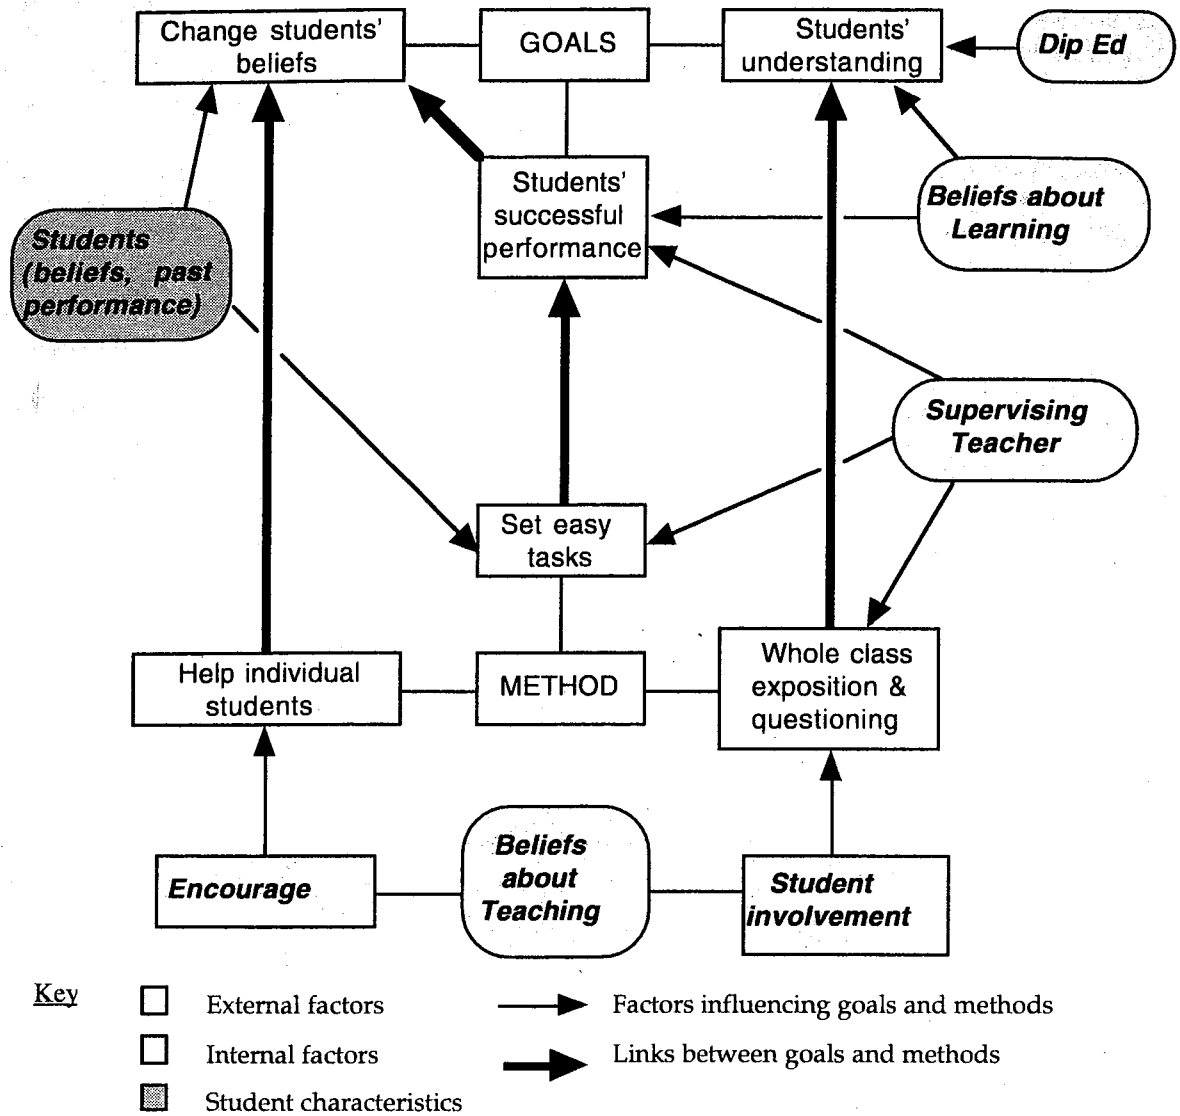 Change students'
beliefs
GOALS
Students'
understanding
Dip Ed
Students'
successful
performance
Beliefs about
Learning
Students
(beliefs, past
performance)
Supervising
Teacher
Set easy
tasks
Help individual
students
METHOD
Whole class
exposition &
questioning
Encourage
Beliefs
about
Teaching
Student
involvement
Key
External factors
Factors influencing goals and methods
Internal factors
Links between goals and methods
Student characteristics